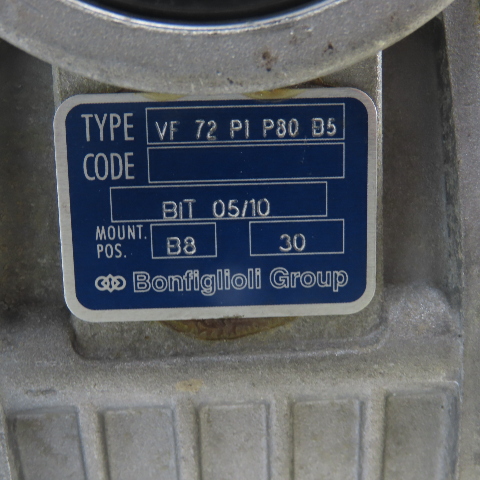 TYPE VF 72 P1 P80 B5
CODE
BIT 05/10
MOUNT. POS. B8 30
Bonfiglioli Group